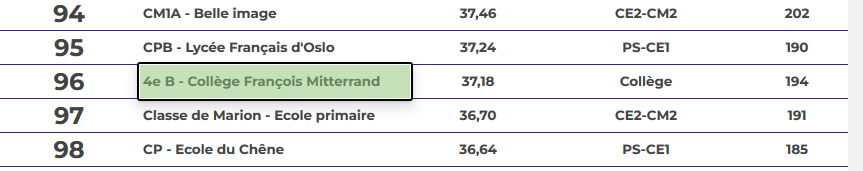 94 CM1A - Belle image 37,46 CE2-CM2 202
95 CPB - Lycée Français d'Oslo 37,24 PS-CE1 190
96 4e B - Collège François Mitterrand 37,18 Collège 194
97 Classe de Marion - Ecole primaire 36,70 CE2-CM2 191
98 CP - Ecole du Chêne 36,64 PS-CE1 185